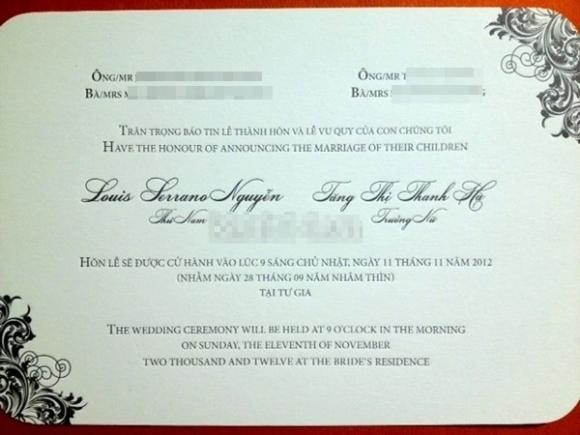 ÔNG/MR
BÀ/MRS
ÔNG/MR
BÀ/MRS
TRÂN TRỌNG BÁO TIN LỄ THÀNH HÔN VÀ LỄ VU QUY CỦA CON CHÚNG TÔI
HAVE THE HONOUR OF ANNOUNCING THE MARRIAGE OF THEIR CHILDREN
Louis Serrano Nguyễn
Thứ Nam
Tăng Thị Thanh Hà
Trưởng Nữ
HÔN LỄ SẼ ĐƯỢC CỬ HÀNH VÀO LÚC 9 SÁNG CHỦ NHẬT, NGÀY 11 THÁNG 11 NĂM 2012
(NHẰM NGÀY 28 THÁNG 09 NĂM NHÂM THÌN)
TẠI TƯ GIA
THE WEDDING CEREMONY WILL BE HELD AT 9 O'CLOCK IN THE MORNING
ON SUNDAY, THE ELEVENTH OF NOVEMBER
TWO THOUSAND AND TWELVE AT THE BRIDE'S RESIDENCE